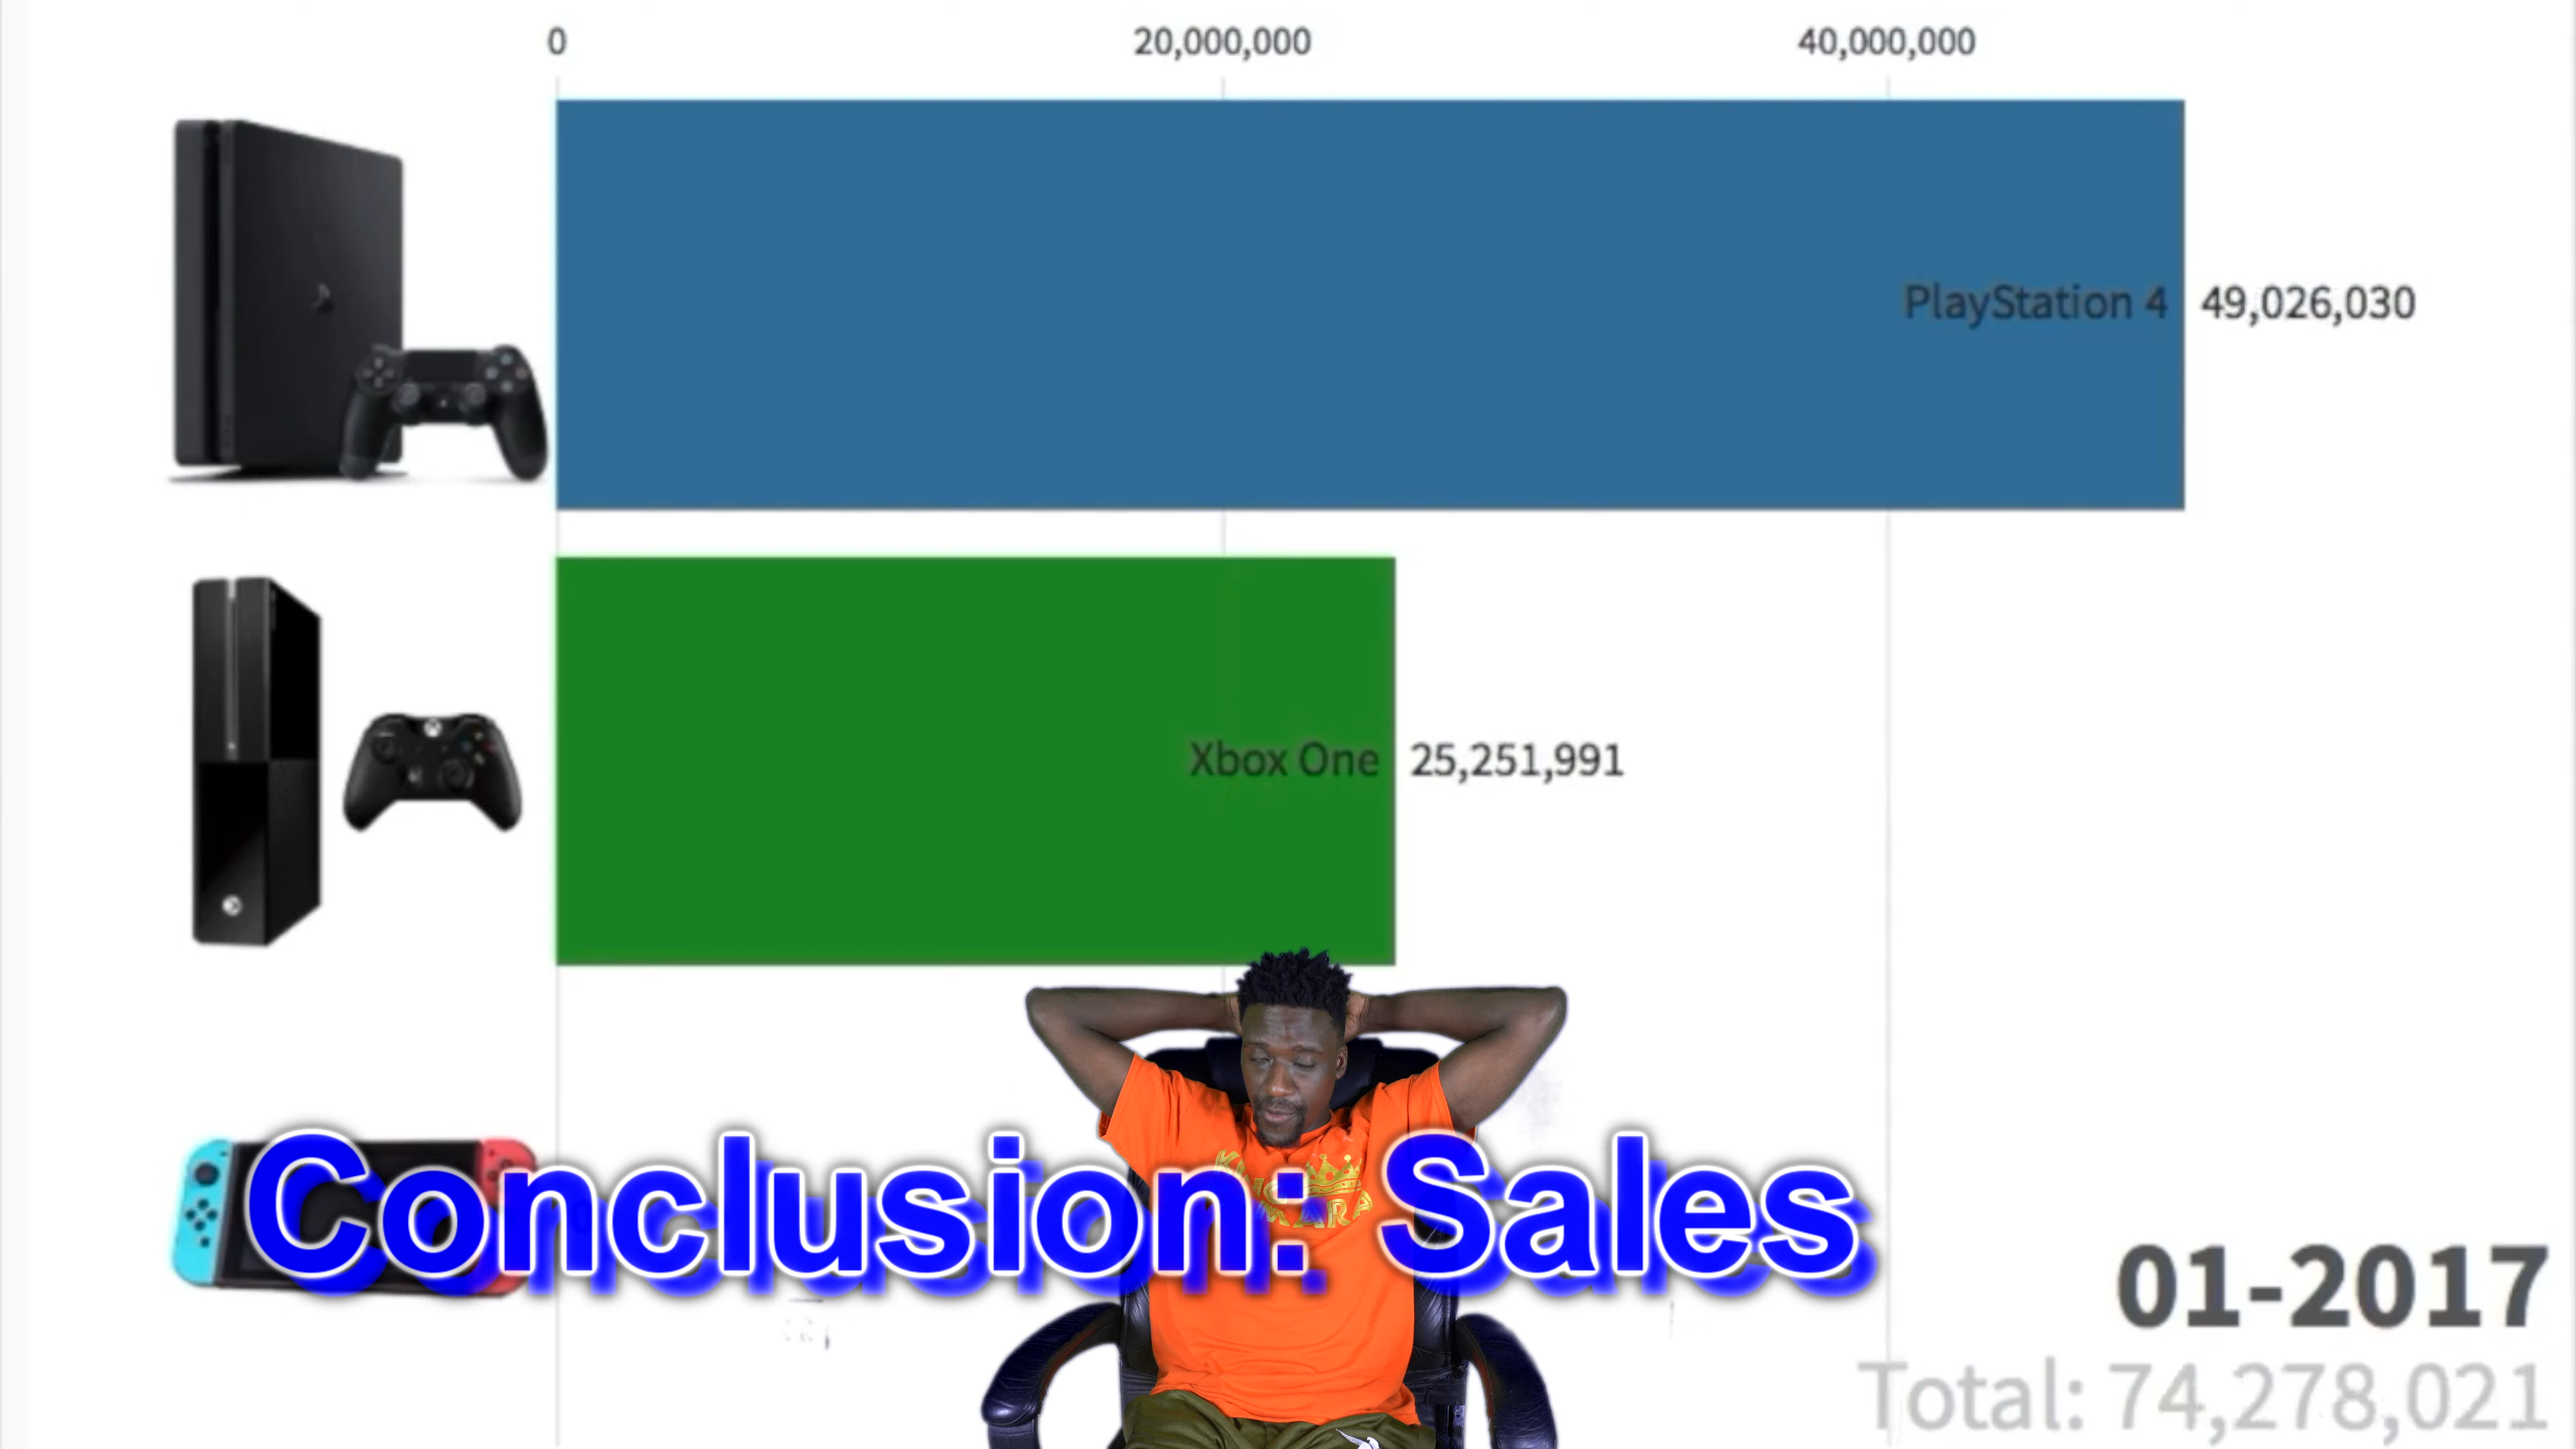 0 20,000,000 40,000,000
PlayStation 4 49,026,030
Xbox One 25,251,991
Conclusion: Sales
01-2017
Total: 74,278,021